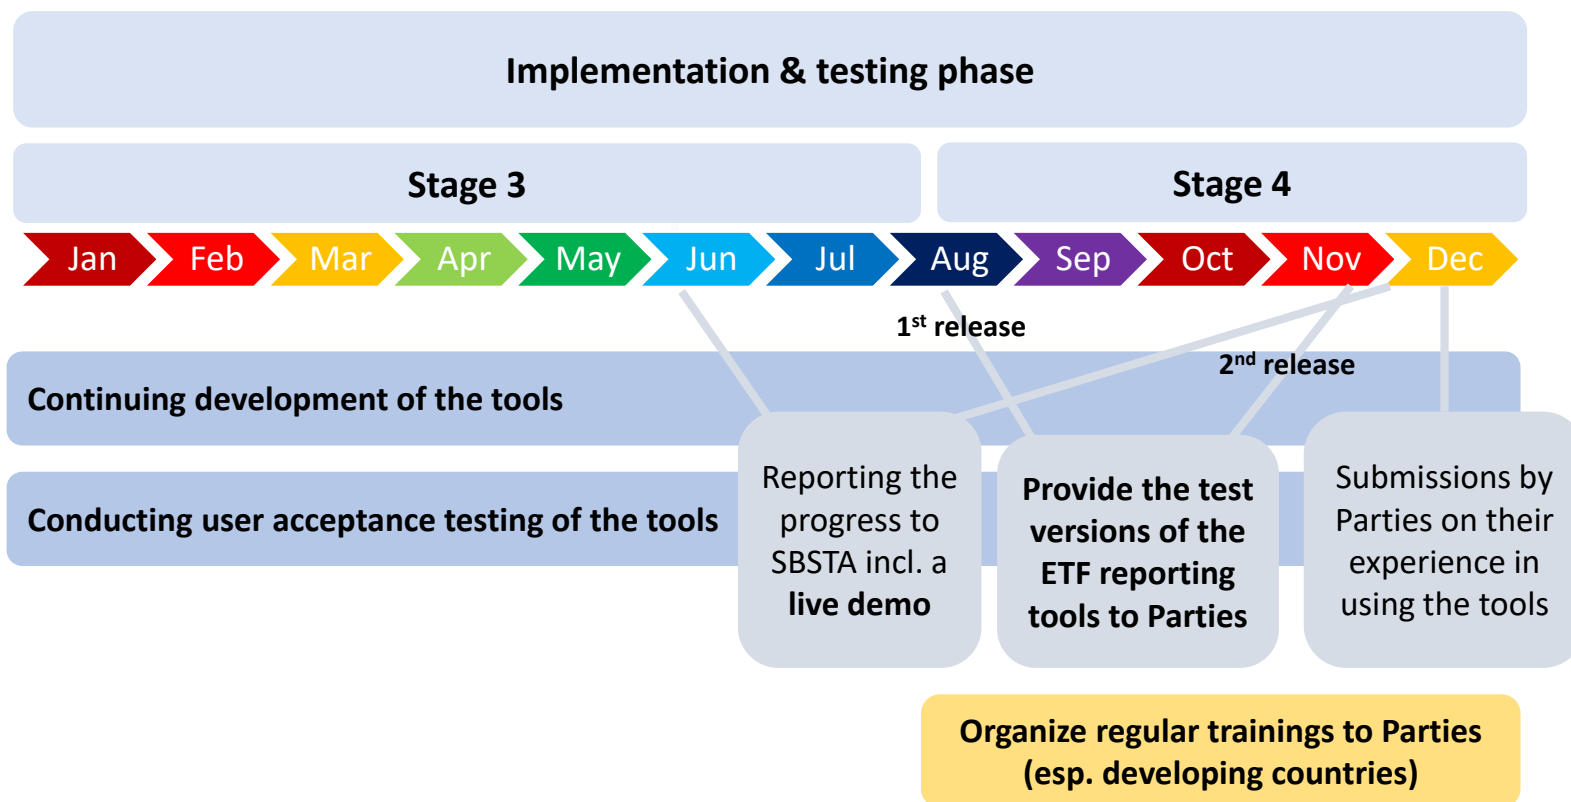 Implementation & testing phase
Stage 3
Stage 4
Jan Feb Mar Apr May Jun Jul Aug Sep Oct Nov Dec
1st release
2nd release
Continuing development of the tools
Conducting user acceptance testing of the tools
Reporting the
progress to
SBSTA incl. a
live demo
Provide the test
versions of the
ETF reporting
tools to Parties
Submissions by
Parties on their
experience in
using the tools
Organize regular trainings to Parties
(esp. developing countries)